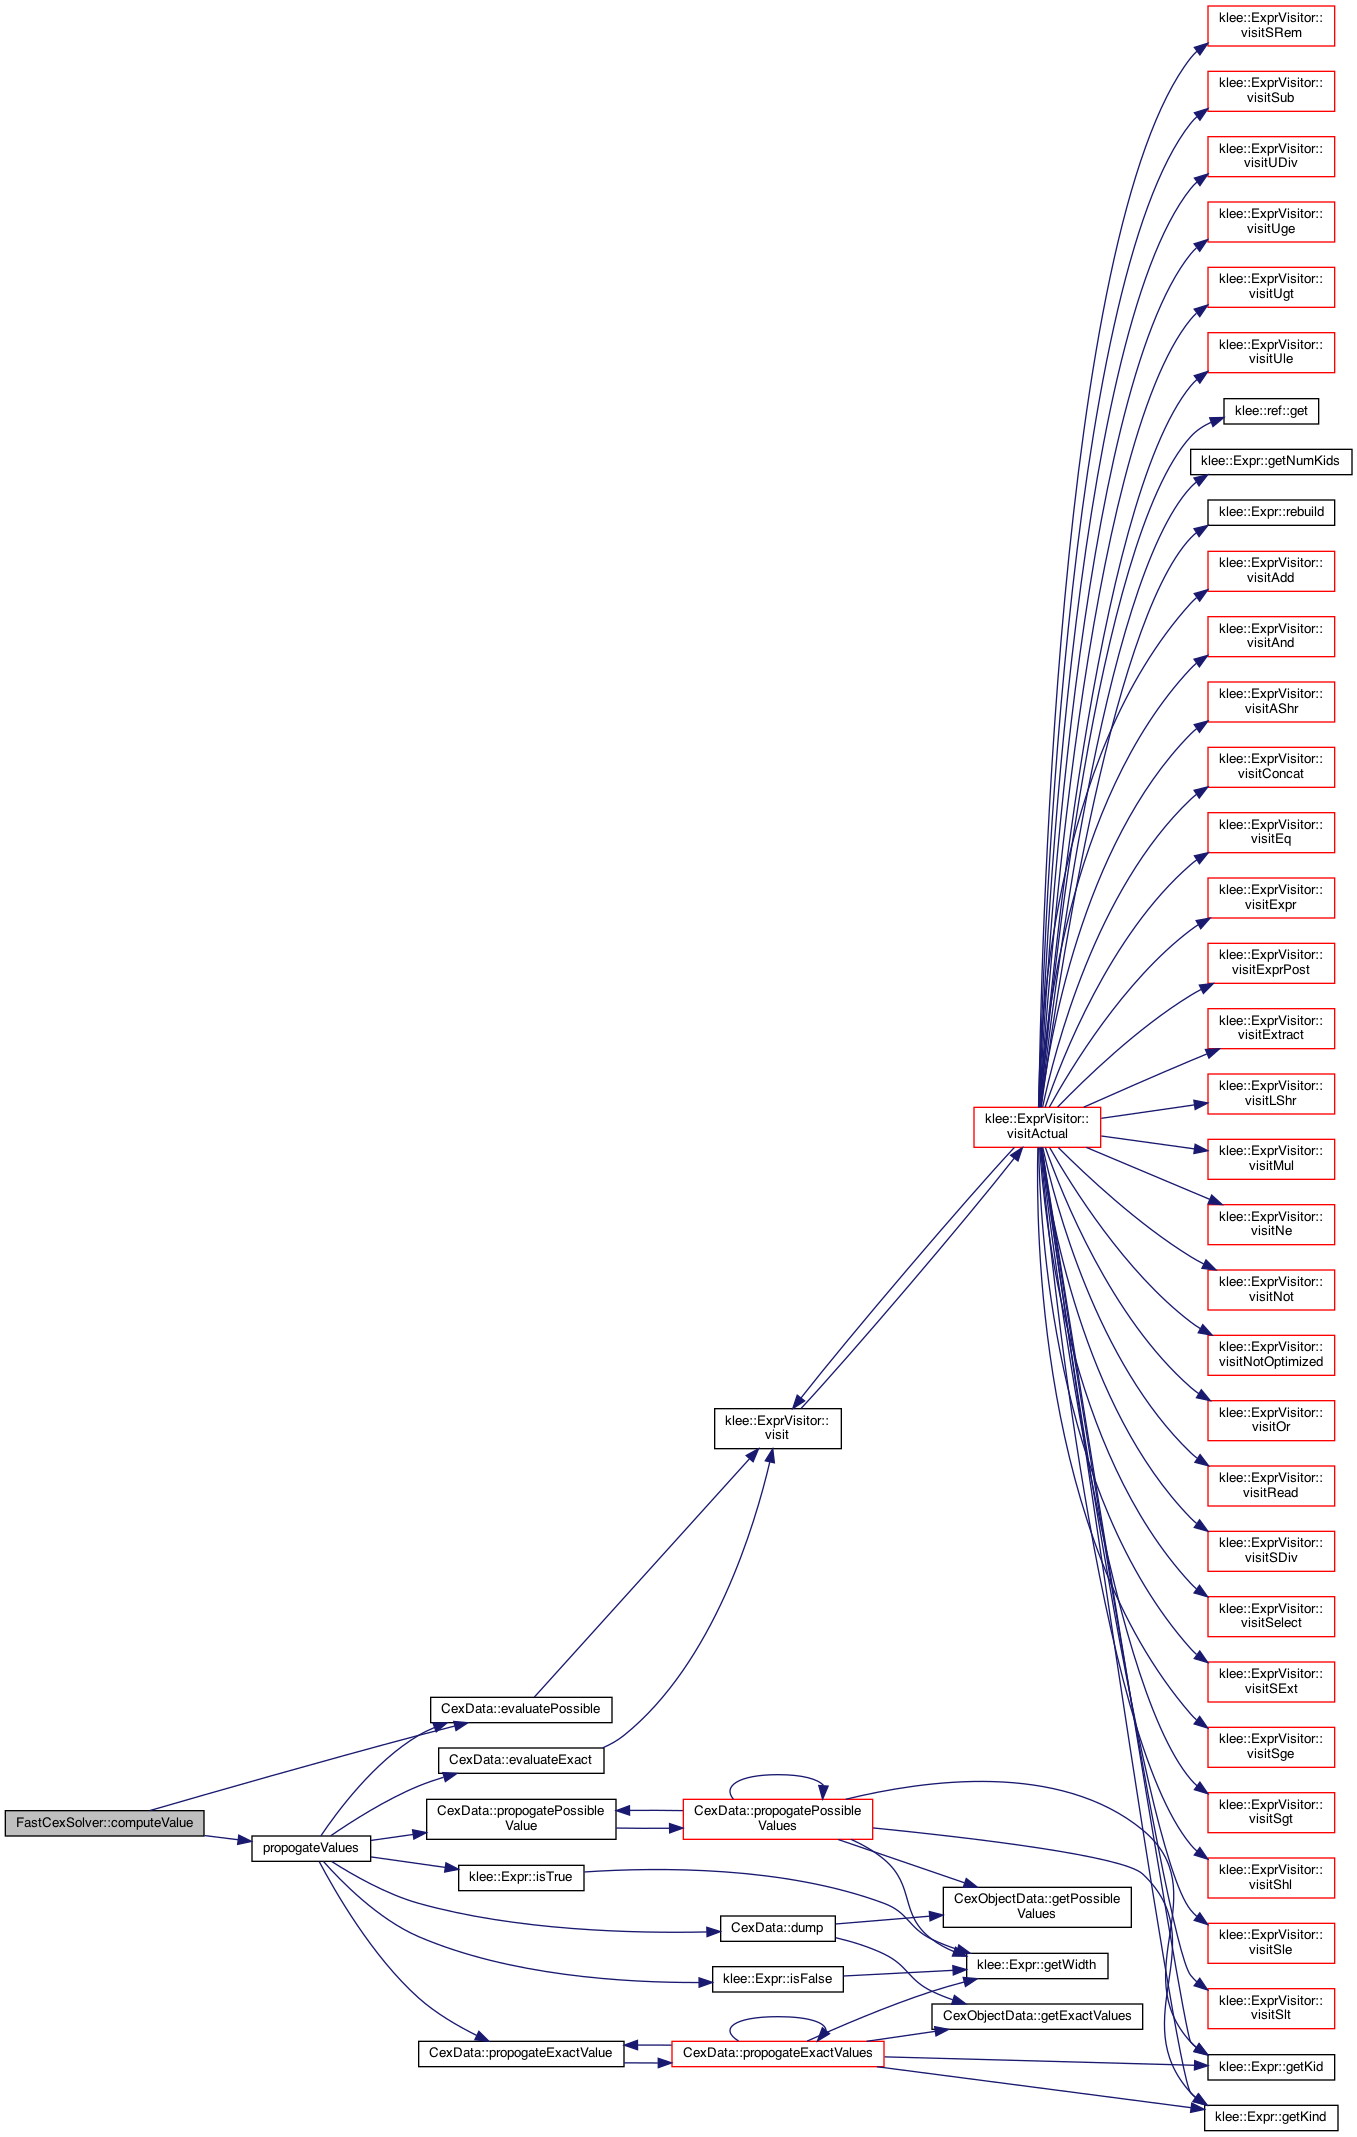 klee::ExprVisitor::
visitSRem
klee::ExprVisitor::
visitSub
klee::ExprVisitor::
visitUDiv
klee::ExprVisitor::
visitUge
klee::ExprVisitor::
visitUgt
klee::ExprVisitor::
visitUle
klee::ref::get
klee::Expr::getNumKids
klee::Expr::rebuild
klee::ExprVisitor::
visitAdd
klee::ExprVisitor::
visitAnd
klee::ExprVisitor::
visitAShr
klee::ExprVisitor::
visitConcat
klee::ExprVisitor::
visitEq
klee::ExprVisitor::
visitExpr
klee::ExprVisitor::
visitExprPost
klee::ExprVisitor::
visitExtract
klee::ExprVisitor::
visitLShr
klee::ExprVisitor::
visitActual
klee::ExprVisitor::
visitMul
klee::ExprVisitor::
visitNe
klee::ExprVisitor::
visitNot
klee::ExprVisitor::
visitNotOptimized
klee::ExprVisitor::
visitOr
klee::ExprVisitor::
visit
klee::ExprVisitor::
visitRead
klee::ExprVisitor::
visitSDiv
klee::ExprVisitor::
visitSelect
klee::ExprVisitor::
visitSExt
CexData::evaluatePossible
klee::ExprVisitor::
visitSge
CexData::evaluateExact
klee::ExprVisitor::
visitSgt
CexData::propogatePossible
Value
CexData::propogatePossible
Values
FastCexSolver::computeValue
propogateValues
klee::ExprVisitor::
visitShl
klee::Expr::isTrue
CexObjectData::getPossible
Values
CexData::dump
klee::ExprVisitor::
visitSle
klee::Expr::getWidth
klee::Expr::isFalse
klee::ExprVisitor::
visitSlt
CexObjectData::getExactValues
CexData::propogateExactValue
CexData::propogateExactValues
klee::Expr::getKid
klee::Expr::getKind